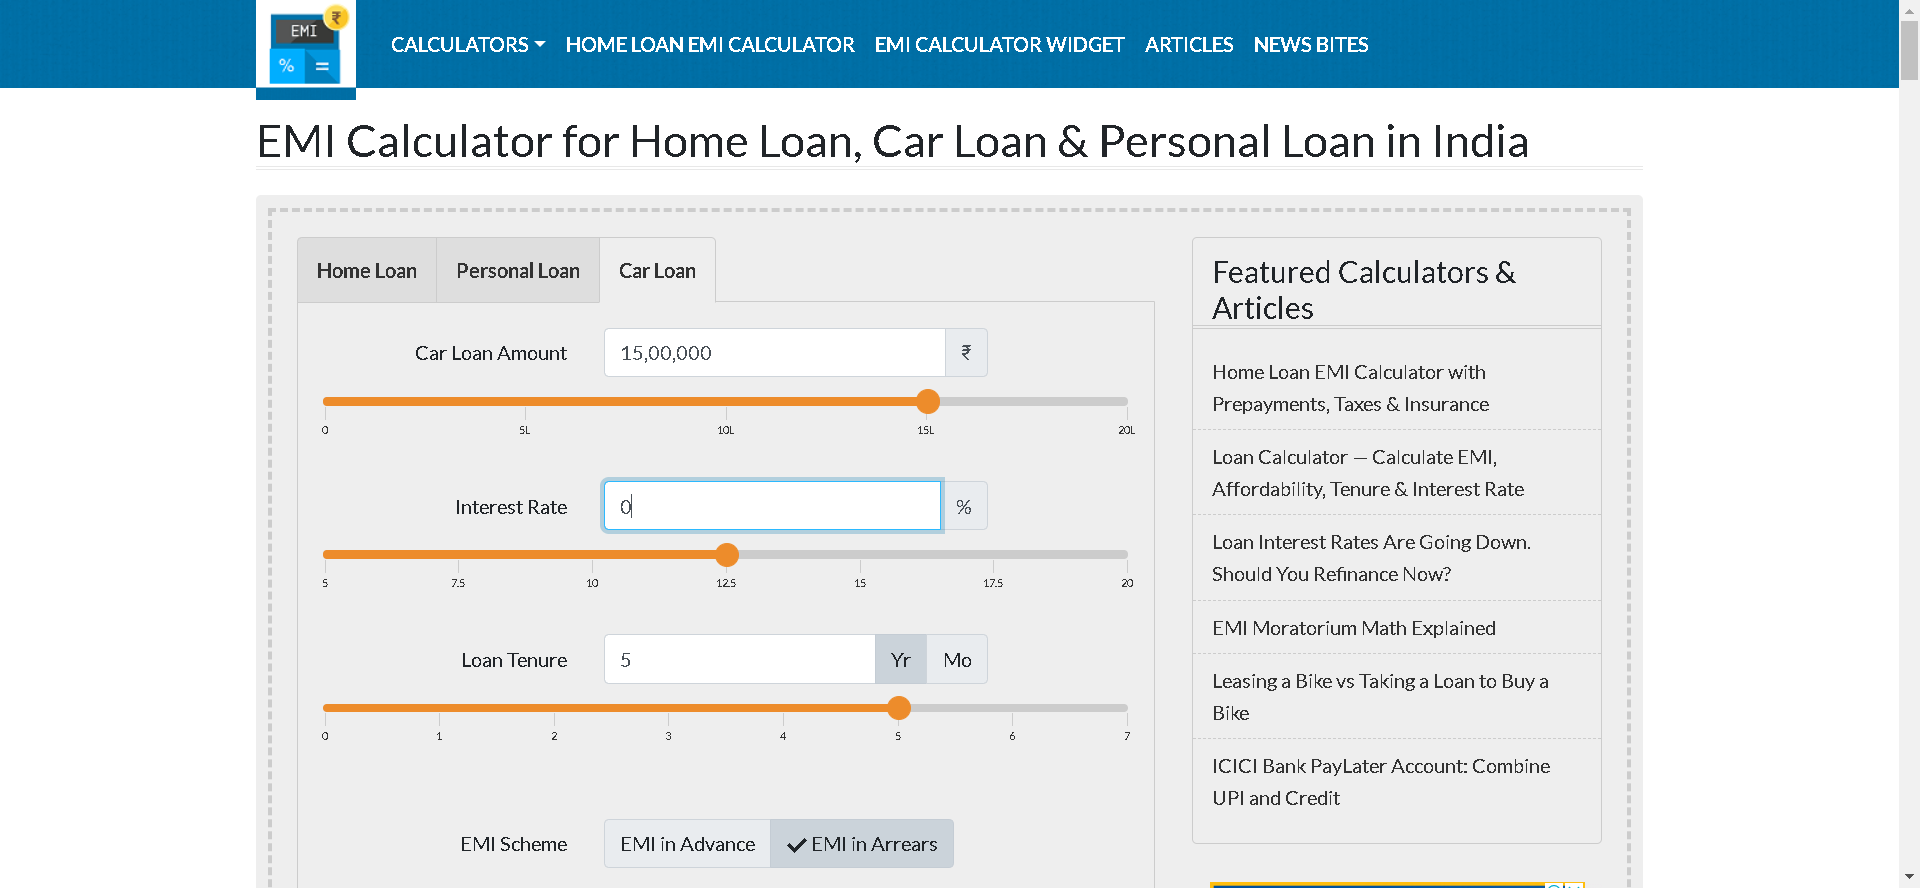 EMI
₹
%
=
CALCULATORS
HOME LOAN EMI CALCULATOR
EMI CALCULATOR WIDGET
ARTICLES
NEWS BITES
EMI Calculator for Home Loan, Car Loan & Personal Loan in India
Home Loan
Personal Loan
Car Loan
Car Loan Amount
15,00,000
₹
0
5L
10L
15L
20L
Interest Rate
0
%
5
7.5
10
12.5
15
17.5
20
Loan Tenure
5
Yr
Mo
0
1
2
3
4
5
6
7
EMI Scheme
EMI in Advance
EMI in Arrears
Featured Calculators &
Articles
Home Loan EMI Calculator with
Prepayments, Taxes & Insurance
Loan Calculator — Calculate EMI,
Affordability, Tenure & Interest Rate
Loan Interest Rates Are Going Down.
Should You Refinance Now?
EMI Moratorium Math Explained
Leasing a Bike vs Taking a Loan to Buy a
Bike
ICICI Bank PayLater Account: Combine
UPI and Credit